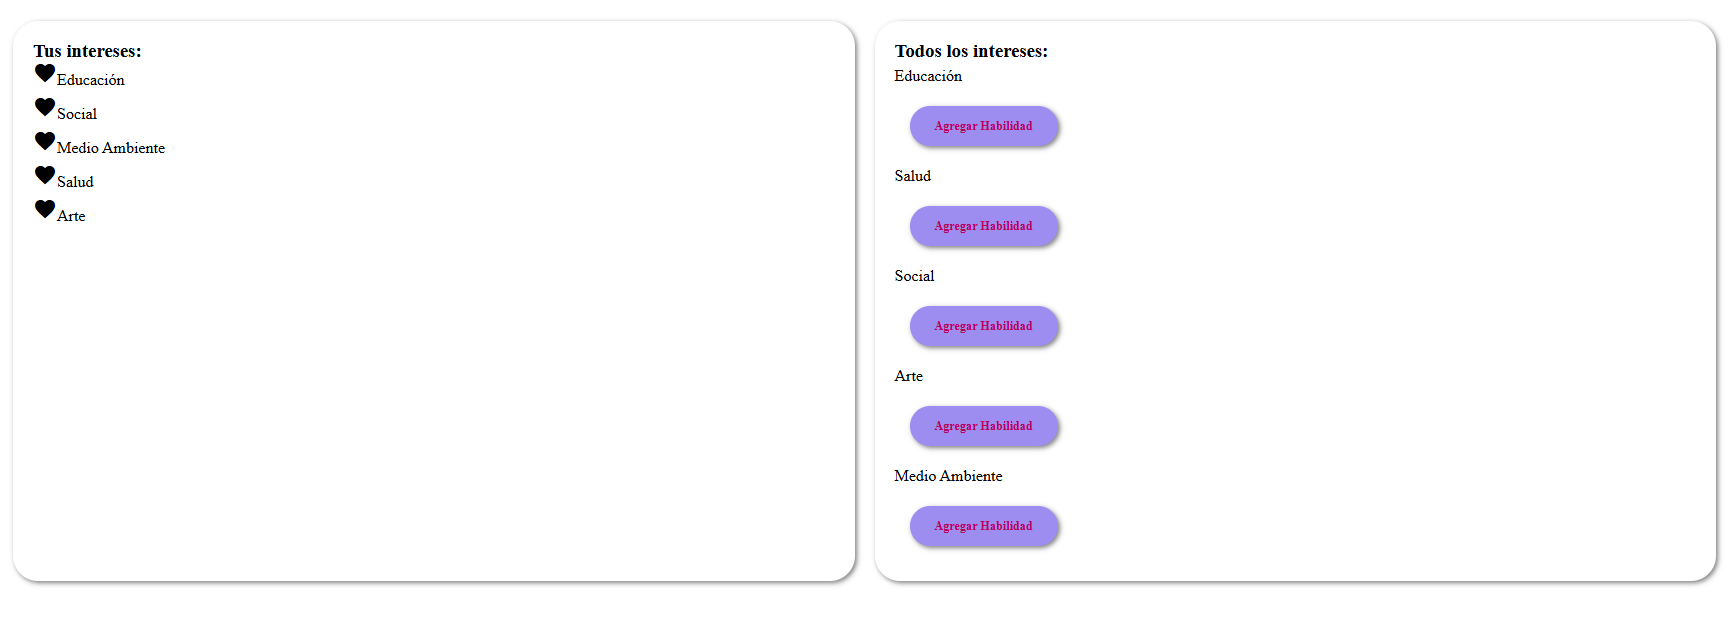 Tus intereses:
Educación
Social
Medio Ambiente
Salud
Arte
Todos los intereses:
Educación
Agregar Habilidad
Salud
Agregar Habilidad
Social
Agregar Habilidad
Arte
Agregar Habilidad
Medio Ambiente
Agregar Habilidad